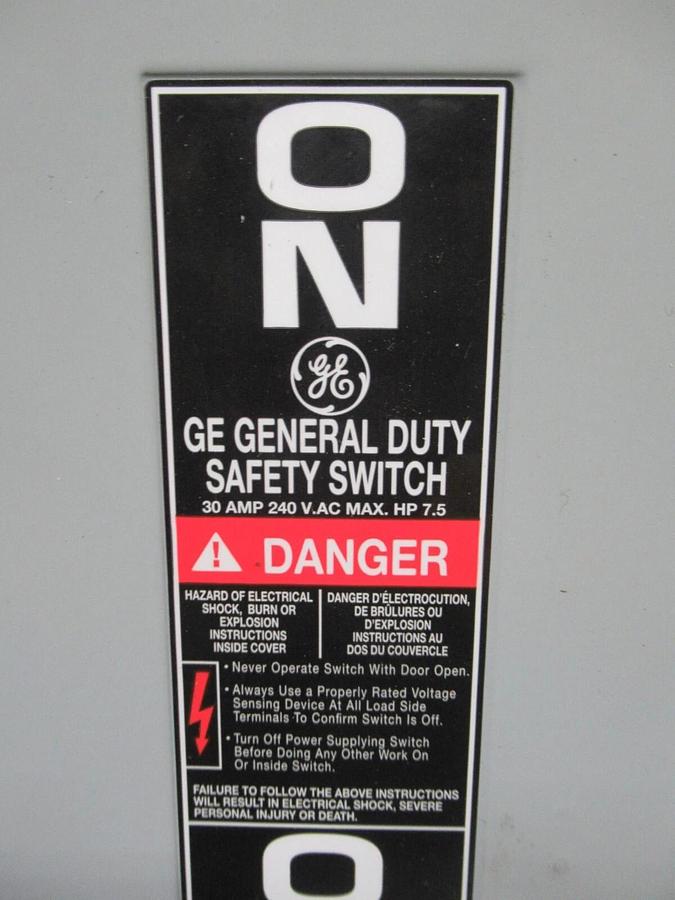 O
N
GE
GE GENERAL DUTY
SAFETY SWITCH
30 AMP 240 V.AC MAX. HP 7.5
DANGER
HAZARD OF ELECTRICAL
SHOCK, BURN OR
EXPLOSION
INSTRUCTIONS
INSIDE COVER
DANGER D'ÉLECTROCUTION,
DE BRÛLURES OU
D'EXPLOSION
INSTRUCTIONS AU
DOS DU COUVERCLE
• Never Operate Switch With Door Open.
• Always Use a Properly Rated Voltage
Sensing Device At All Load Side
Terminals To Confirm Switch Is Off.
• Turn Off Power Supplying Switch
Before Doing Any Other Work On
Or Inside Switch.
FAILURE TO FOLLOW THE ABOVE INSTRUCTIONS
WILL RESULT IN ELECTRICAL SHOCK, SEVERE
PERSONAL INJURY OR DEATH.
O